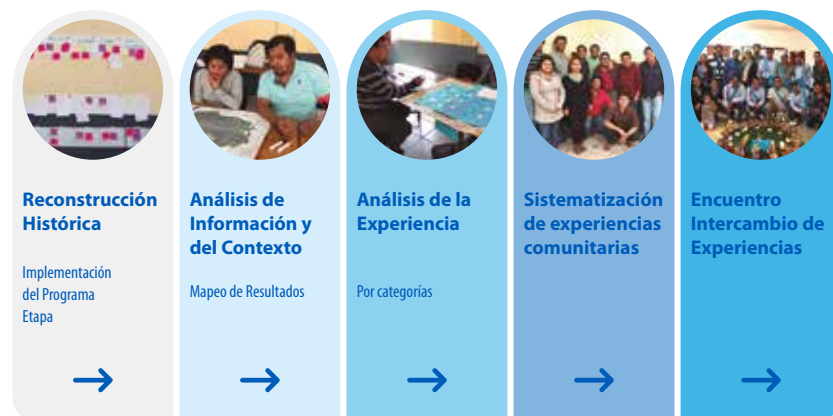 Reconstrucción
Histórica
Implementación
del Programa
Etapa
Análisis de
Información y
del Contexto
Mapeo de Resultados
Análisis de la
Experiencia
Por categorías
Sistematización
de experiencias
comunitarias
Encuentro
Intercambio de
Experiencias